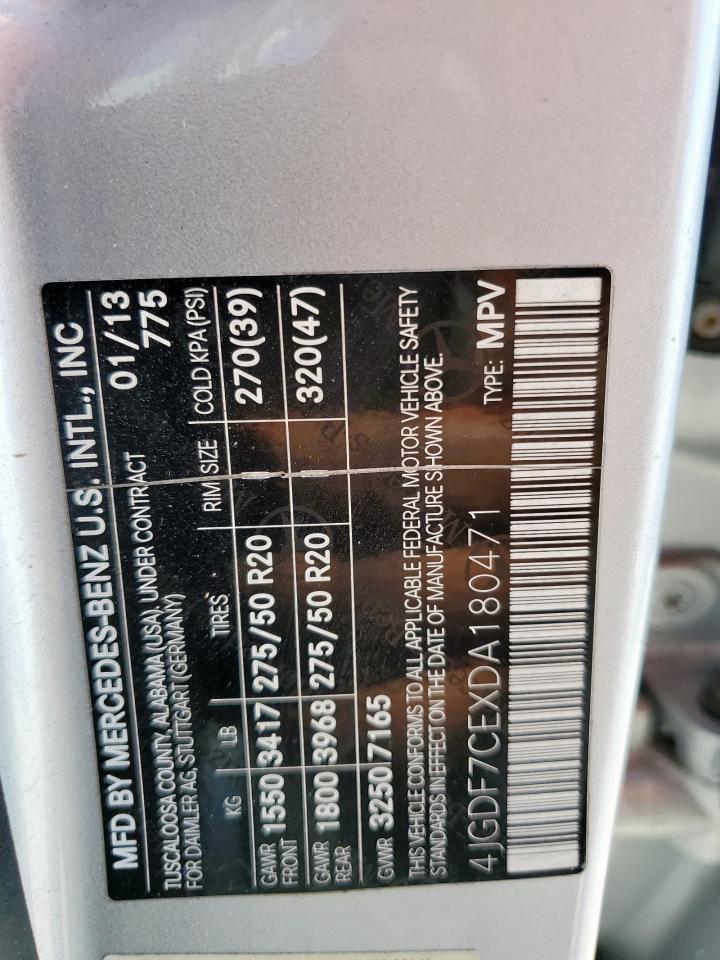 MFD BY MERCEDES-BENZ U.S. INTL., INC
TUSCALOOSA COUNTY, ALABAMA (USA), UNDER CONTRACT 01/13
FOR DAIMLER AG, STUTTGART (GERMANY) 775
KG LB TIRES RIM SIZE COLD KPA (PSI)
GAWR FRONT 1550 3417 275/50 R20 270(39)
GAWR REAR 1800 3968 275/50 R20 320(47)
GVWR 3250 7165
THIS VEHICLE CONFORMS TO ALL APPLICABLE FEDERAL MOTOR VEHICLE SAFETY
STANDARDS IN EFFECT ON THE DATE OF MANUFACTURE SHOWN ABOVE.
4JGDF7CEXDA180471 TYPE: MPV